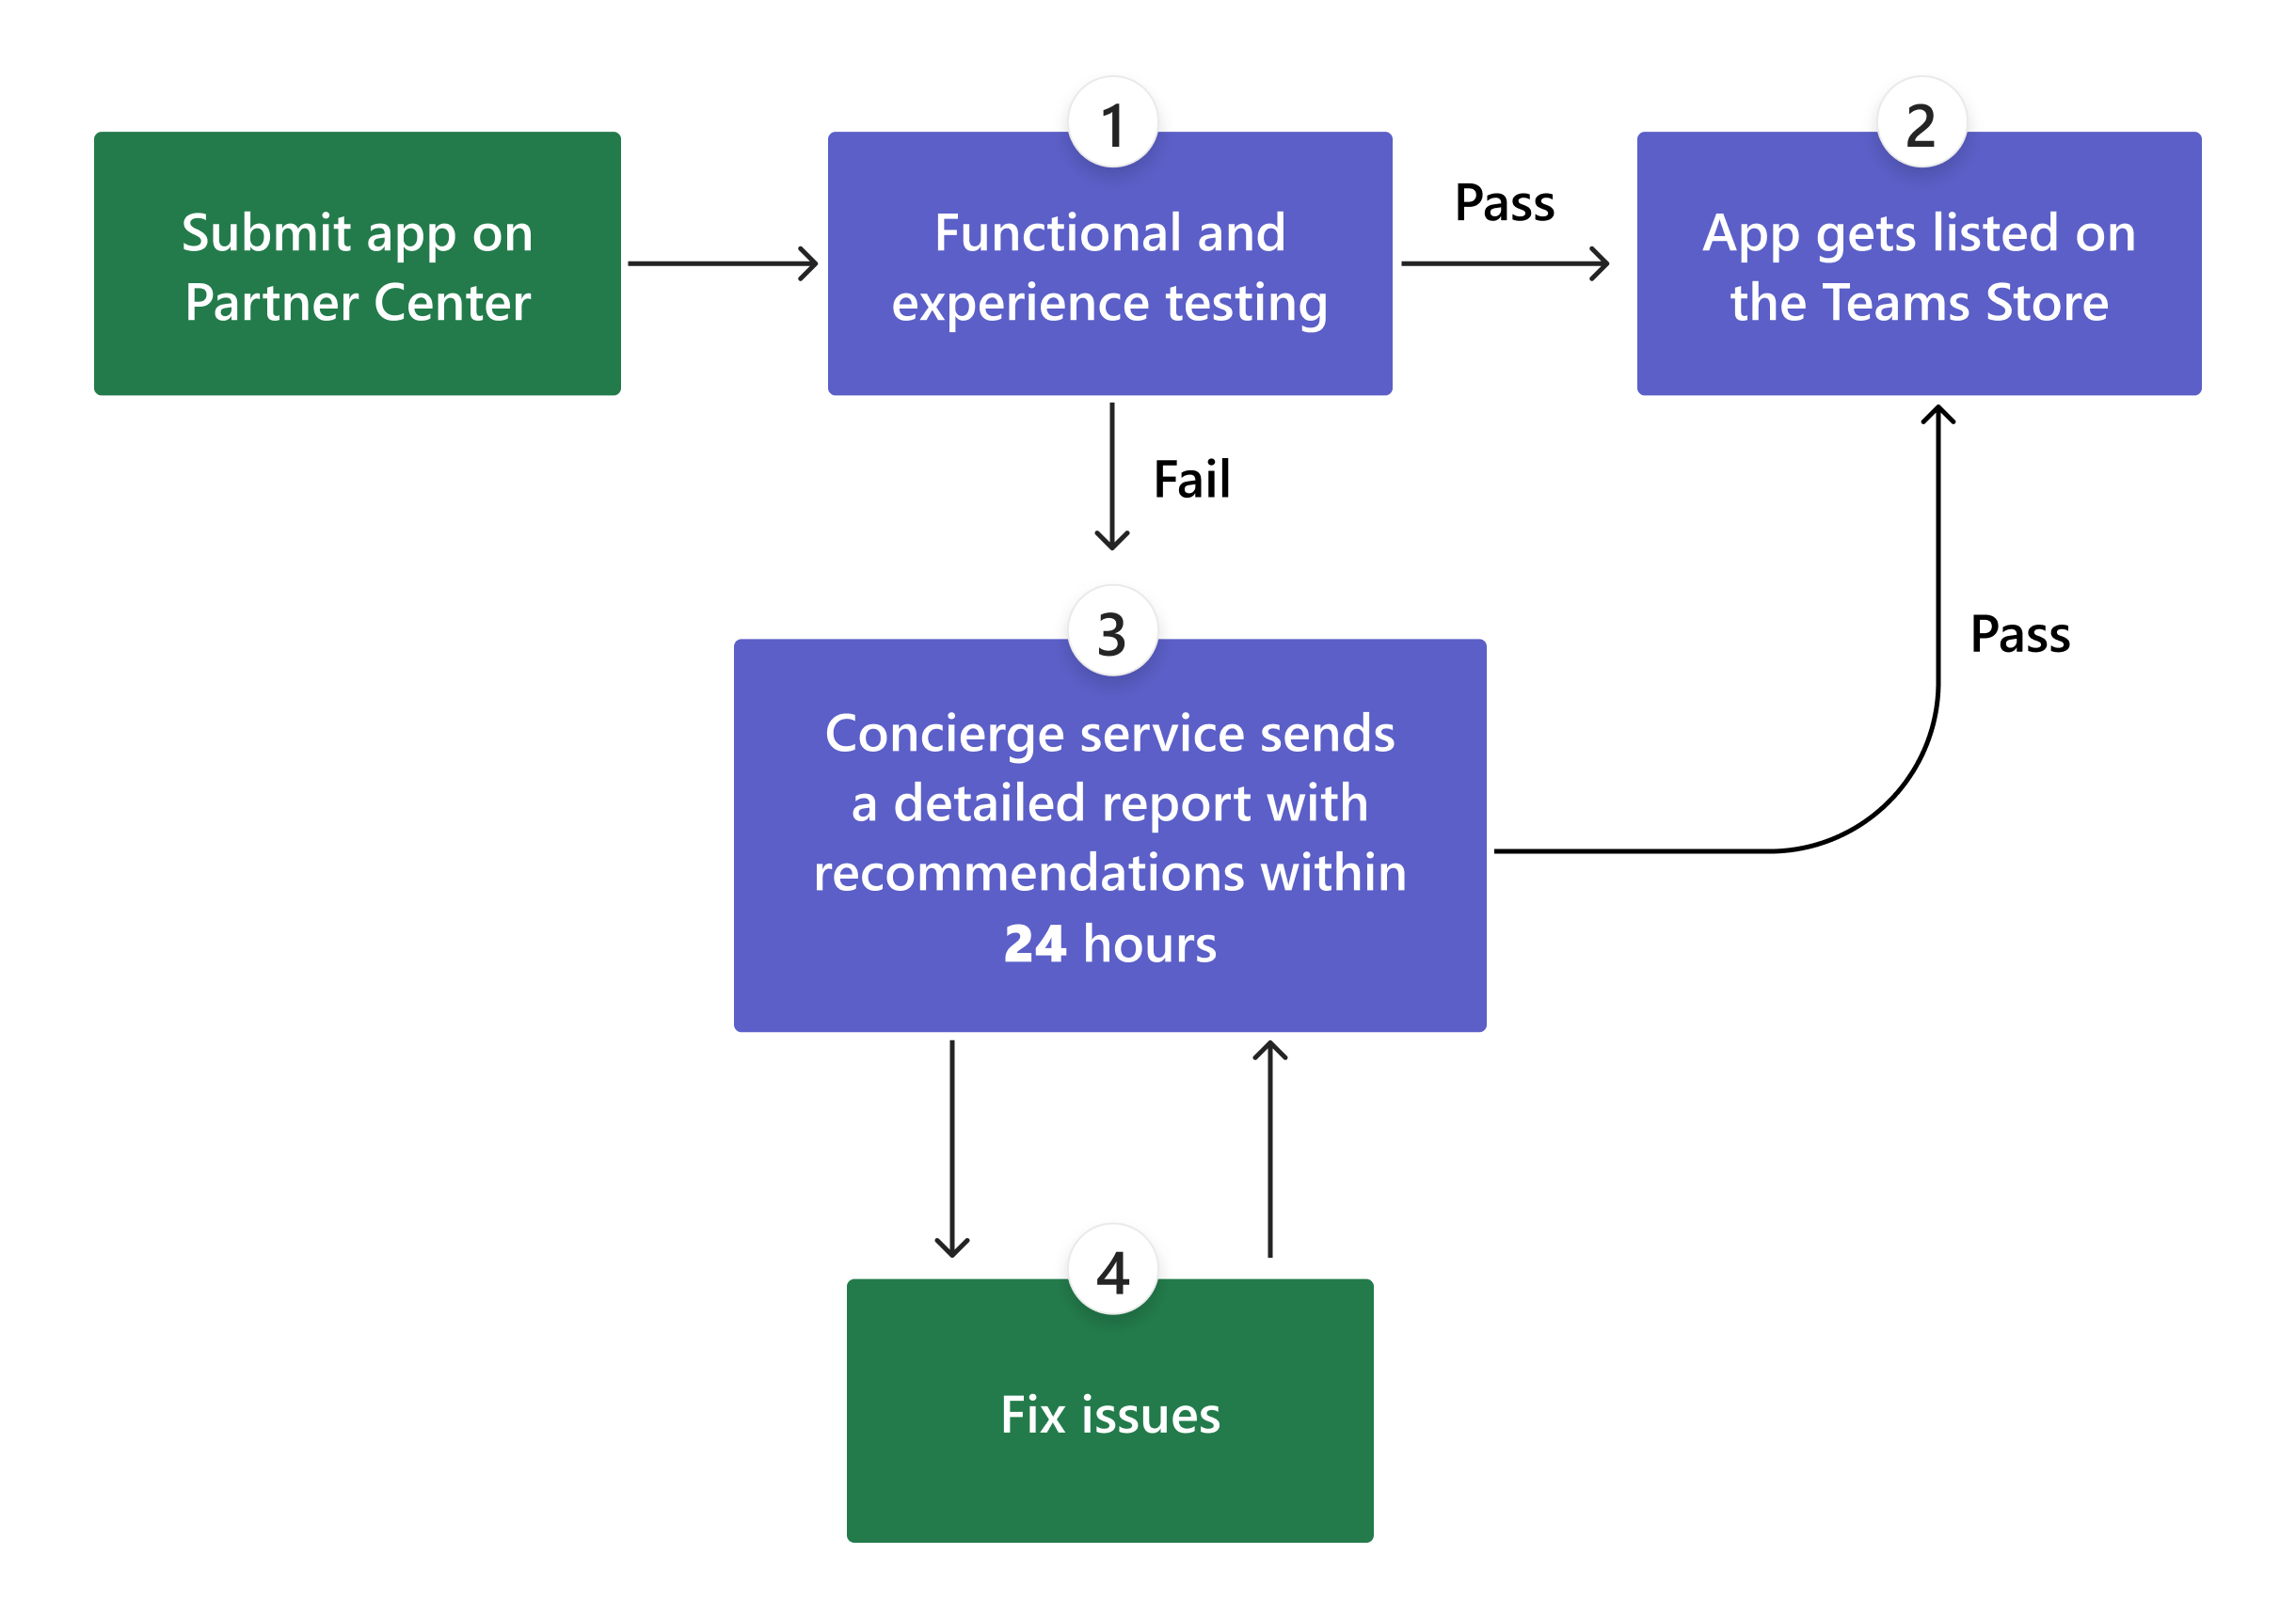 Submit app on
Partner Center
1
Functional and
experience testing
Pass
2
App gets listed on
the Teams Store
Fail
3
Concierge service sends
a detailed report with
recommendations within
24 hours
Pass
4
Fix issues